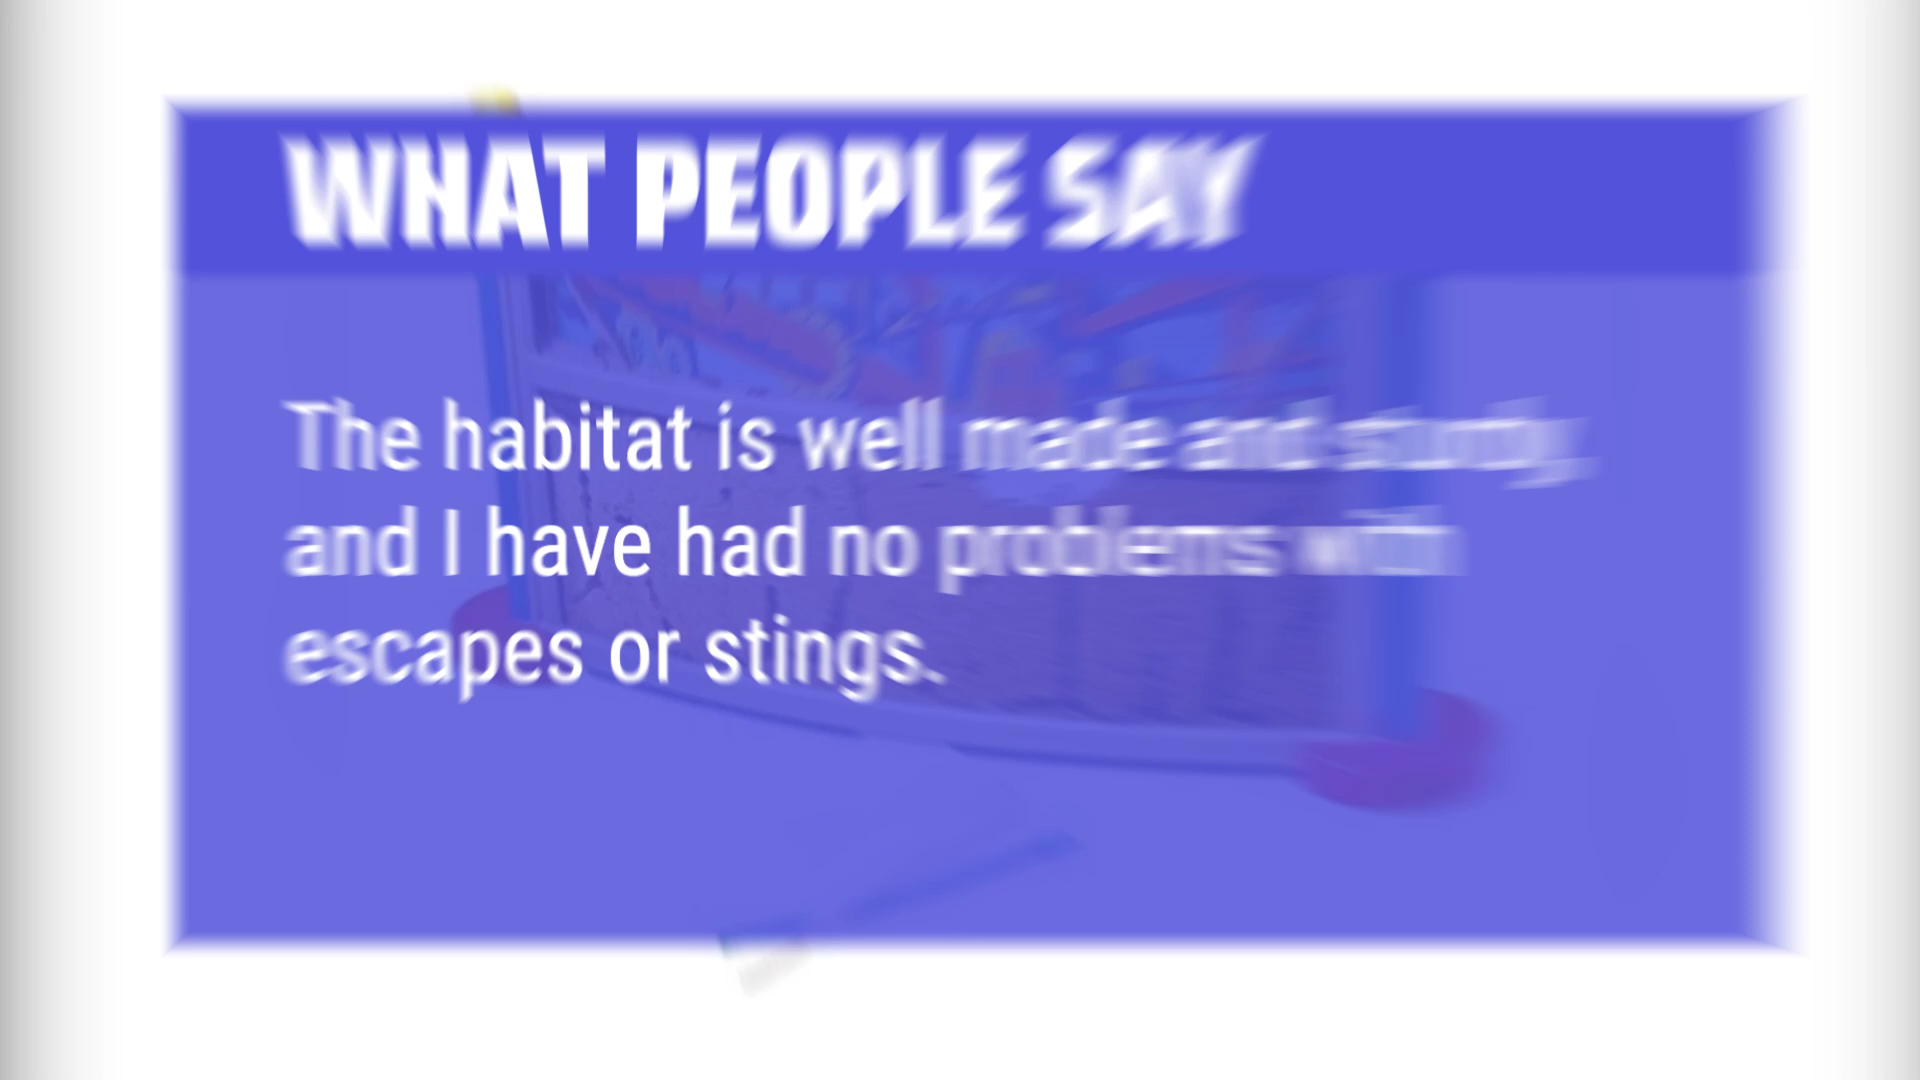 WHAT PEOPLE SAY
The habitat is well made and sturdy,
and I have had no problems with
escapes or stings.